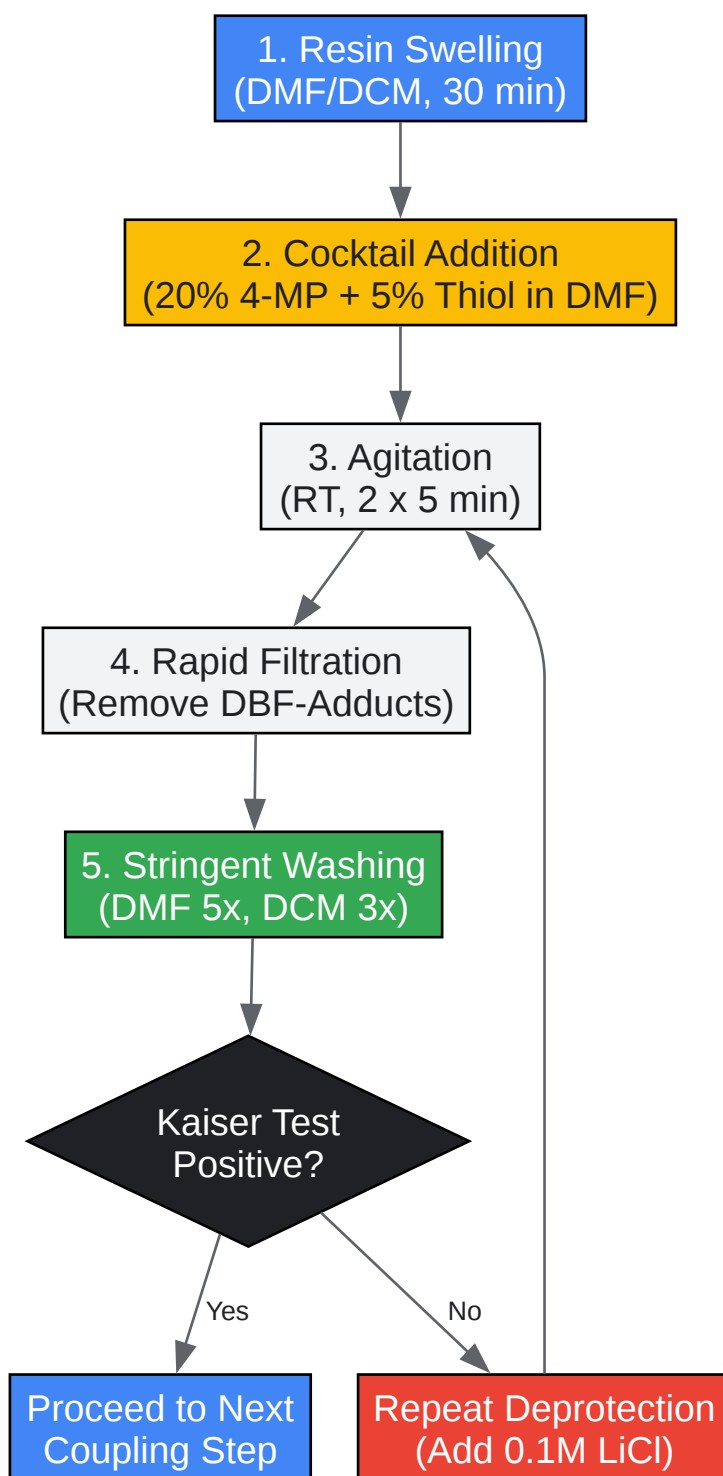 1. Resin Swelling
(DMF/DCM, 30 min)
2. Cocktail Addition
(20% 4-MP + 5% Thiol in DMF)
3. Agitation
(RT, 2 x 5 min)
4. Rapid Filtration
(Remove DBF-Adducts)
5. Stringent Washing
(DMF 5x, DCM 3x)
Kaiser Test
Positive?
Yes
No
Proceed to Next
Coupling Step
Repeat Deprotection
(Add 0.1M LiCl)